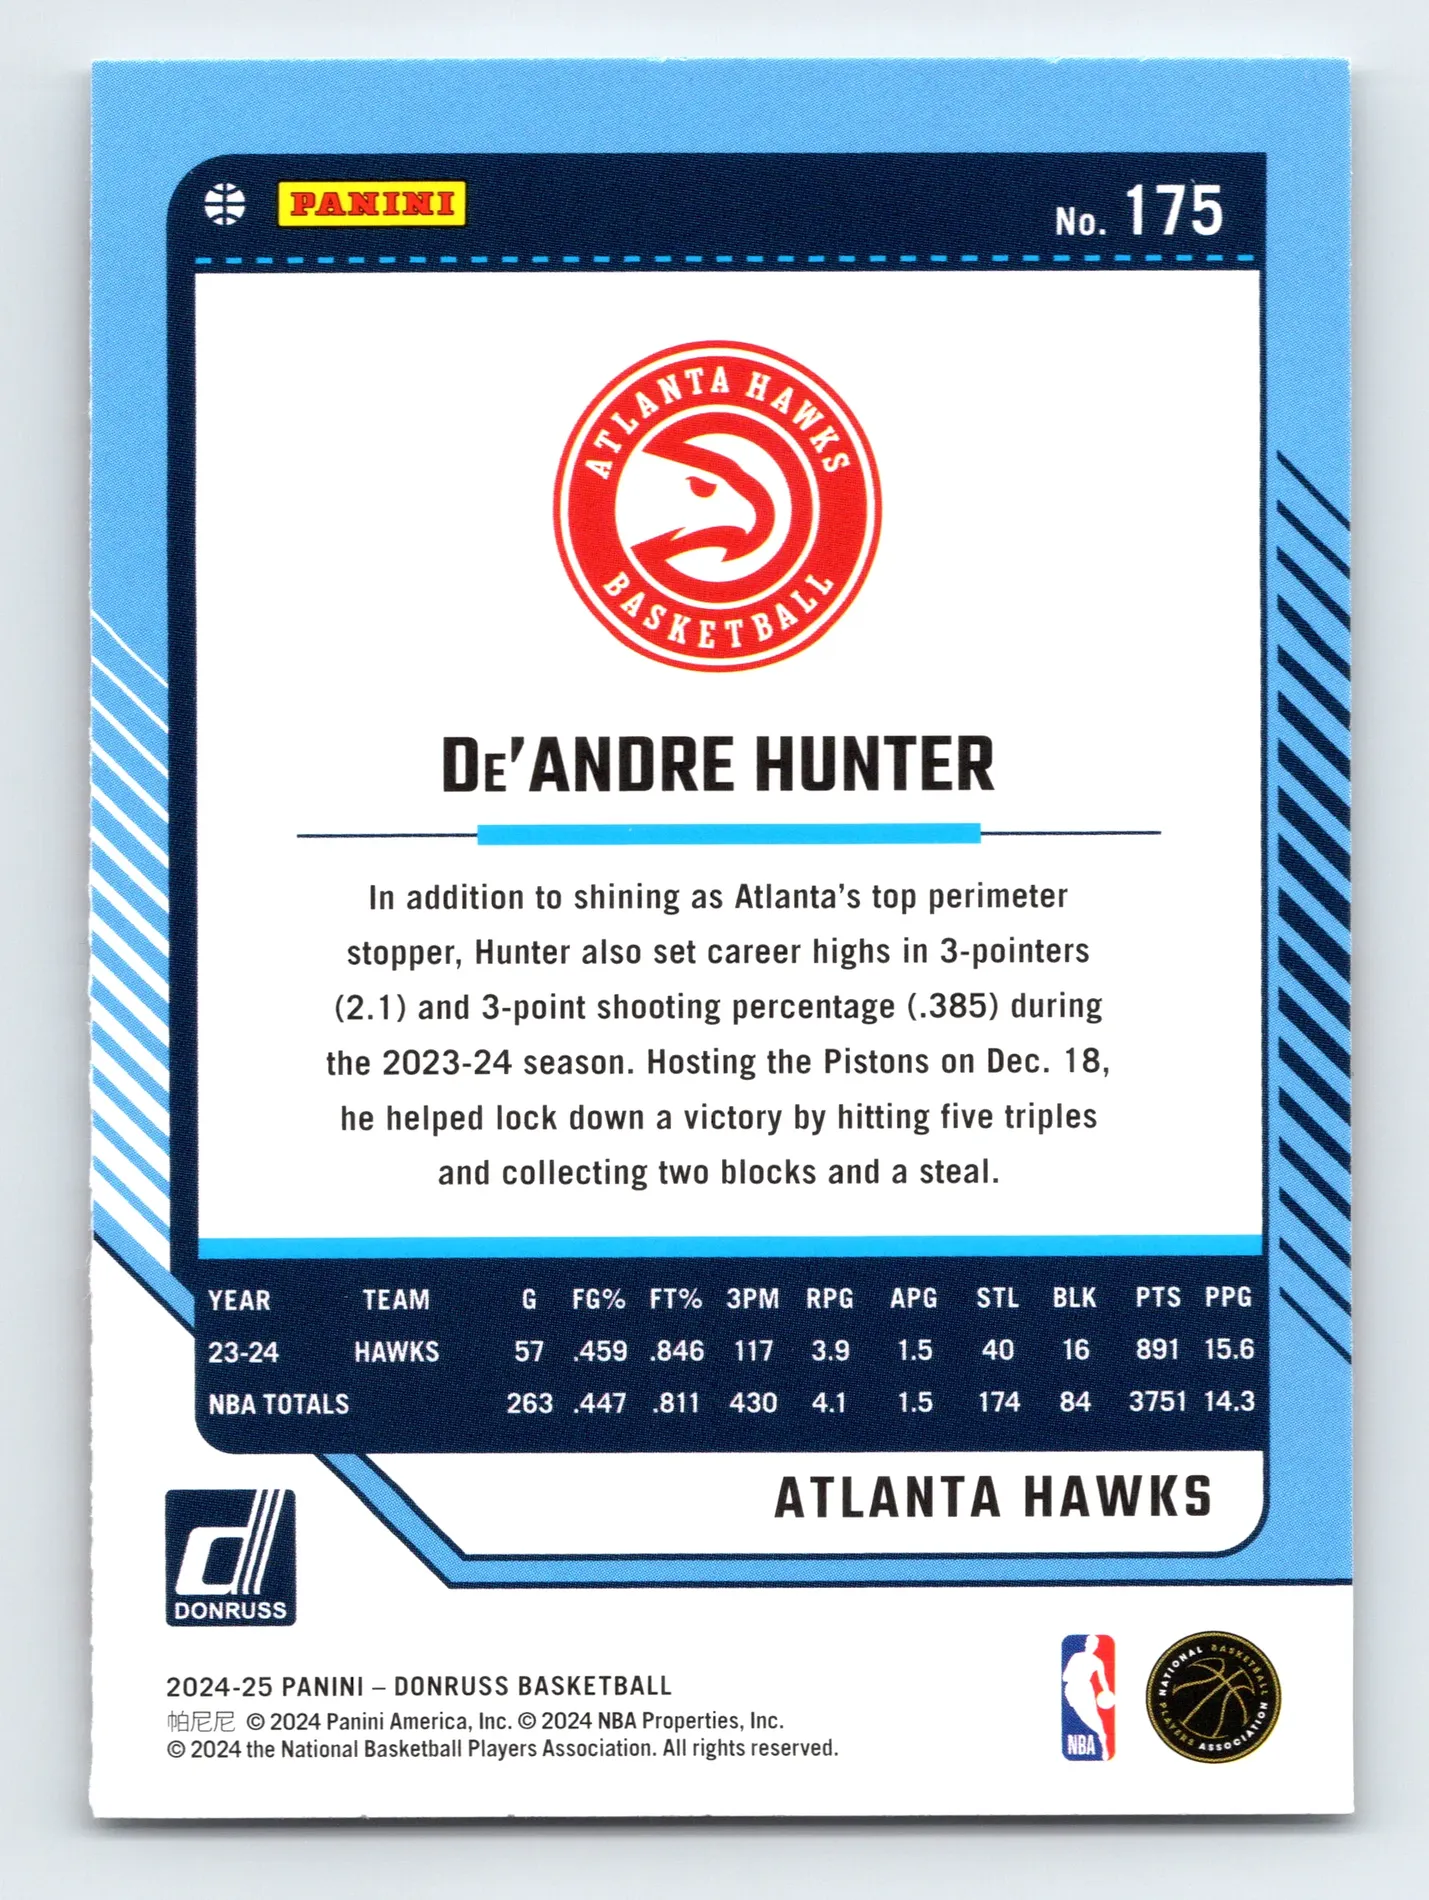 PANINI
No. 175
ATLANTA HAWKS
BASKETBALL
De'ANDRE HUNTER
In addition to shining as Atlanta's top perimeter
stopper, Hunter also set career highs in 3-pointers
(2.1) and 3-point shooting percentage (.385) during
the 2023-24 season. Hosting the Pistons on Dec. 18,
he helped lock down a victory by hitting five triples
and collecting two blocks and a steal.
YEAR TEAM G FG% FT% 3PM RPG APG STL BLK PTS PPG
23-24 HAWKS 57 .459 .846 117 3.9 1.5 40 16 891 15.6
NBA TOTALS 263 .447 .811 430 4.1 1.5 174 84 3751 14.3
ATLANTA HAWKS
d
DONRUSS
2024-25 PANINI – DONRUSS BASKETBALL
帕尼尼 © 2024 Panini America, Inc. © 2024 NBA Properties, Inc.
© 2024 the National Basketball Players Association. All rights reserved.
NBA
NATIONAL BASKETBALL
PLAYERS ASSOCIATION